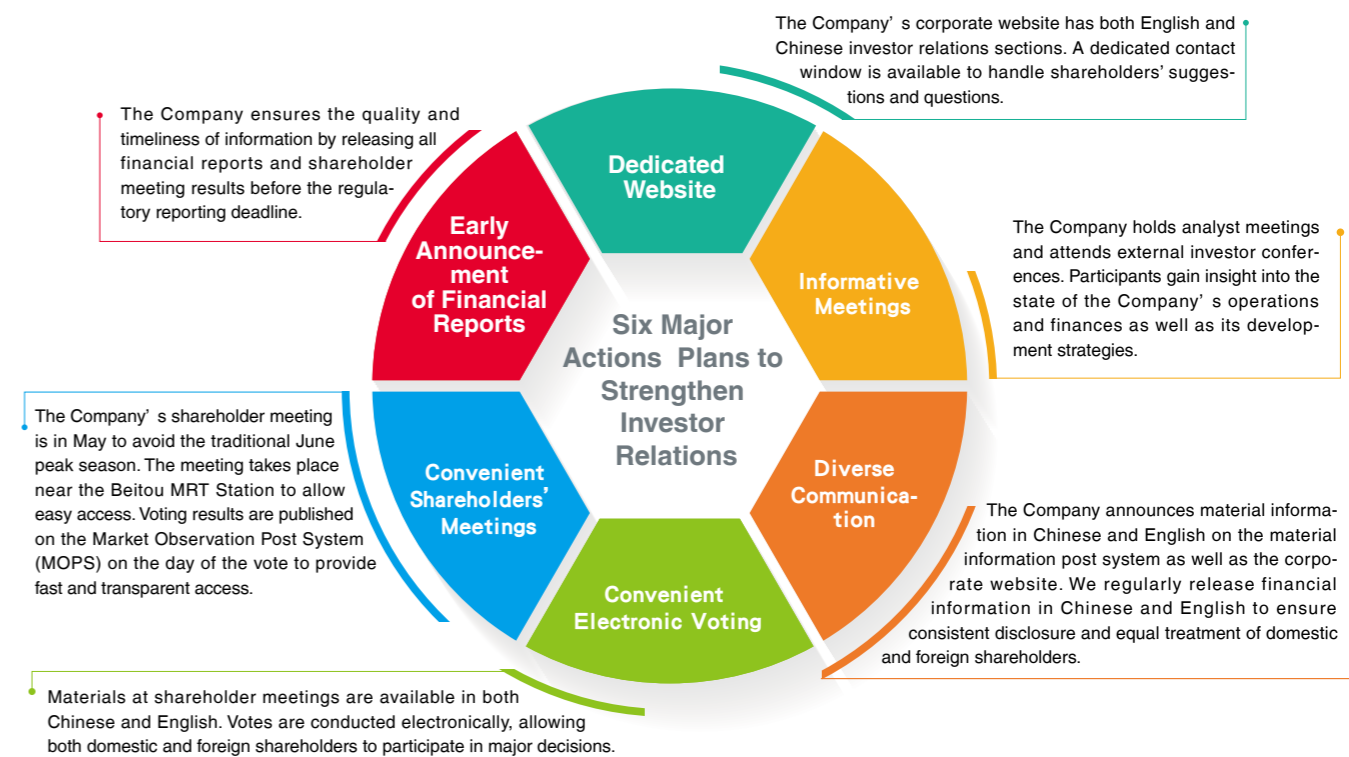 The Company’ s corporate website has both English and
Chinese investor relations sections. A dedicated contact
window is available to handle shareholders’ sugges-
tions and questions.
The Company ensures the quality and
timeliness of information by releasing all
financial reports and shareholder
meeting results before the regula-
tory reporting deadline.
Dedicated
Website
Early
Announce-
ment
of Financial
Reports
Informative
Meetings
The Company holds analyst meetings
and attends external investor confer-
ences. Participants gain insight into the
state of the Company’ s operations
and finances as well as its develop-
ment strategies.
Six Major
Actions Plans to
Strengthen
Investor
Relations
The Company’ s shareholder meeting
is in May to avoid the traditional June
peak season. The meeting takes place
near the Beitou MRT Station to allow
easy access. Voting results are published
on the Market Observation Post System
(MOPS) on the day of the vote to provide
fast and transparent access.
Convenient
Shareholders’
Meetings
Diverse
Communica-
tion
The Company announces material informa-
tion in Chinese and English on the material
information post system as well as the corpo-
rate website. We regularly release financial
information in Chinese and English to ensure
consistent disclosure and equal treatment of domestic
and foreign shareholders.
Convenient
Electronic Voting
Materials at shareholder meetings are available in both
Chinese and English. Votes are conducted electronically, allowing
both domestic and foreign shareholders to participate in major decisions.